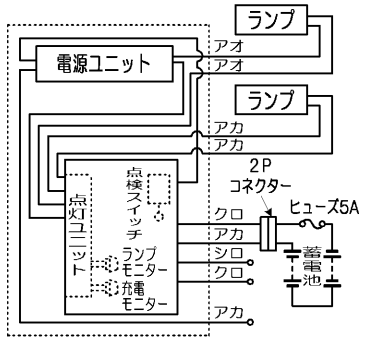 ランプ
アオ
電源ユニット
アオ
ランプ
アカ
アカ
2P
コネクター
点検スイッチ
点灯ユニット
クロ
ヒューズ5A
アカ
シロ
蓄電池
ランプ
モニター
クロ
充電
モニター
アカ